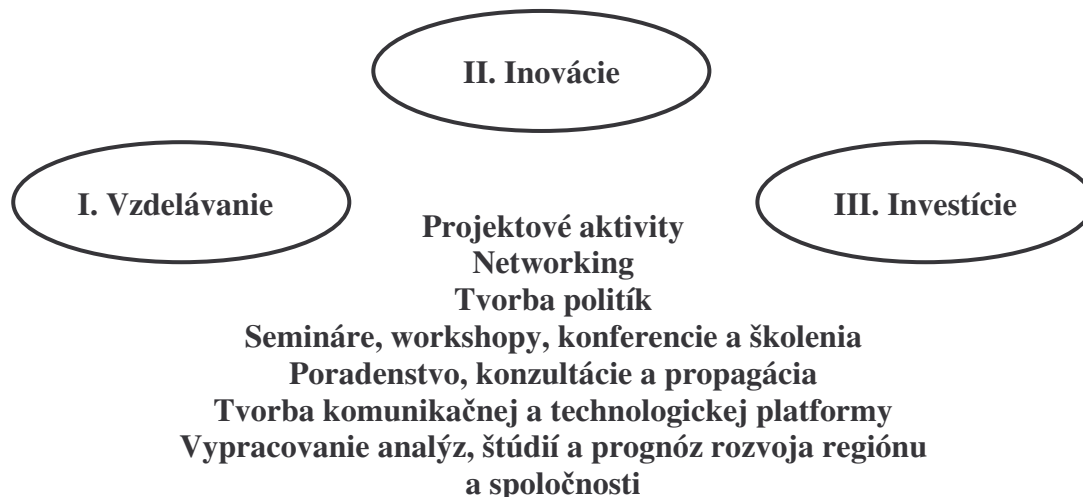 II. Inovácie
I. Vzdelávanie
III. Investície
Projektové aktivity
Networking
Tvorba politík
Semináre, workshopy, konferencie a školenia
Poradenstvo, konzultácie a propagácia
Tvorba komunikačnej a technologickej platformy
Vypracovanie analýz, štúdií a prognóz rozvoja regiónu
a spoločnosti